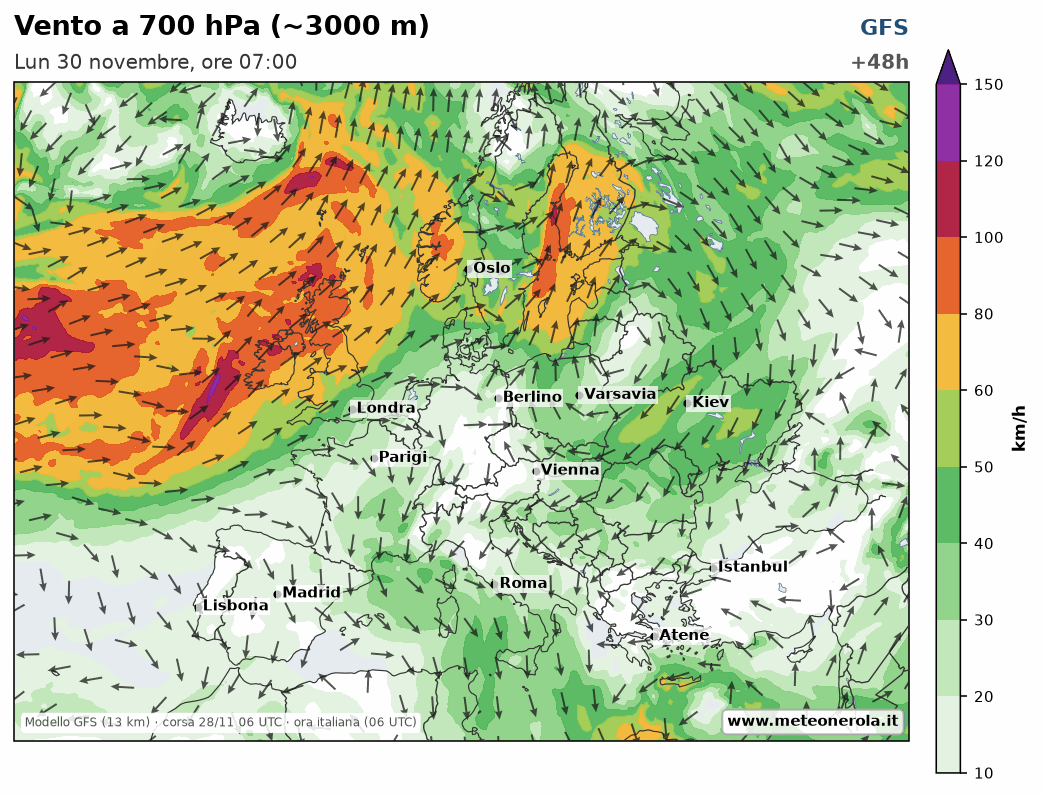 Vento a 700 hPa (~3000 m)
GFS
Lun 30 novembre, ore 07:00
+48h
150
120
100
80
60
50
40
30
20
10
km/h
Oslo
Londra
Berlino
Varsavia
Kiev
Parigi
Vienna
Istanbul
Roma
Madrid
Lisbona
Atene
Modello GFS (13 km) · corsa 28/11 06 UTC · ora italiana (06 UTC)
www.meteonerola.it